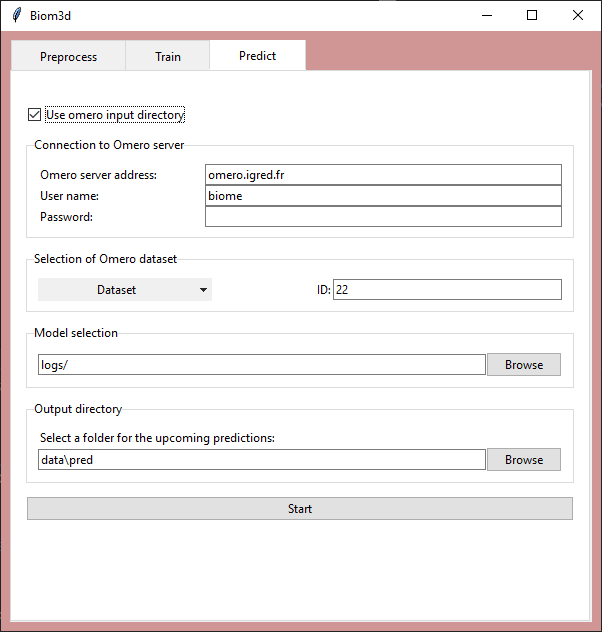 Biom3d
Preprocess Train Predict
Use omero input directory
Connection to Omero server
Omero server address: omero.igred.fr
User name: biome
Password:
Selection of Omero dataset
Dataset ID: 22
Model selection
logs/ Browse
Output directory
Select a folder for the upcoming predictions:
data\pred Browse
Start